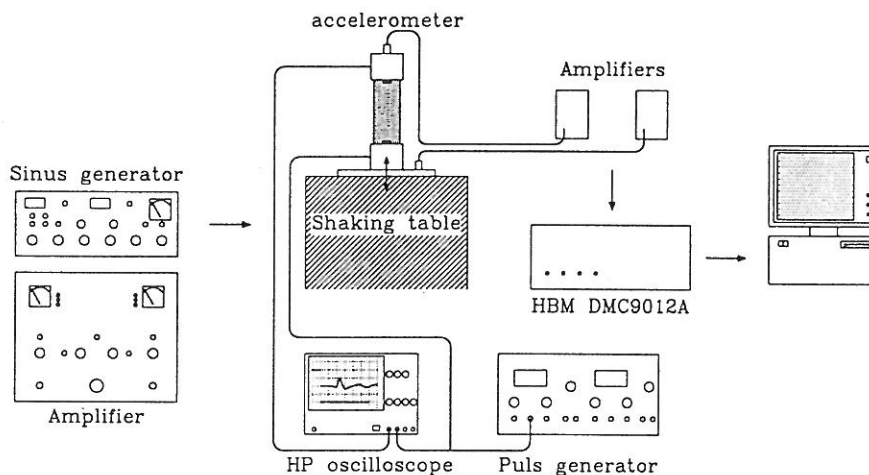 accelerometer
Amplifiers
Sinus generator
Shaking table
HBM DMC9012A
Amplifier
HP oscilloscope
Puls generator